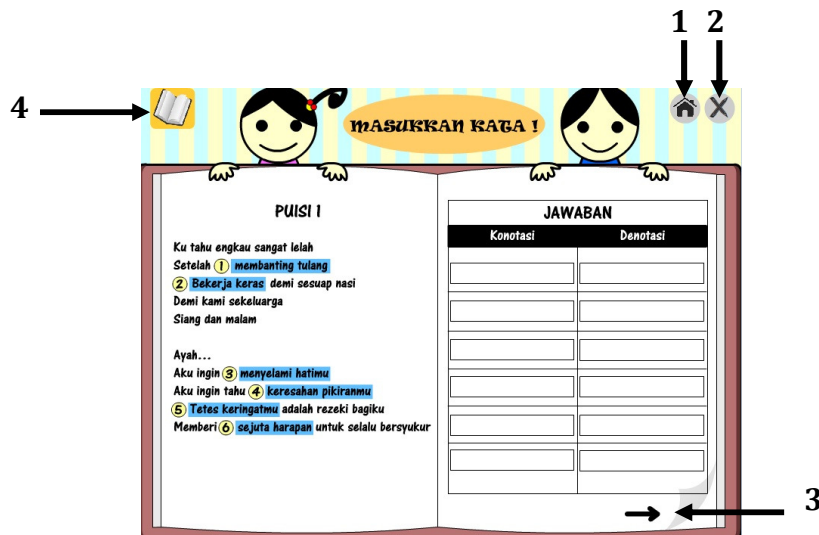 1 2
4
MASUKKAN KATA !
PUISI 1
Ku tahu engkau sangat lelah
Setelah 1 membanting tulang
2 Bekerja keras demi sesuap nasi
Demi kami sekeluarga
Siang dan malam
Ayah...
Aku ingin 3 menyelami hatimu
Aku ingin tahu 4 keresahan pikiranmu
5 Tetes keringatmu adalah rezeki bagiku
Memberi 6 sejuta harapan untuk selalu bersyukur
JAWABAN
Konotasi Denotasi
3